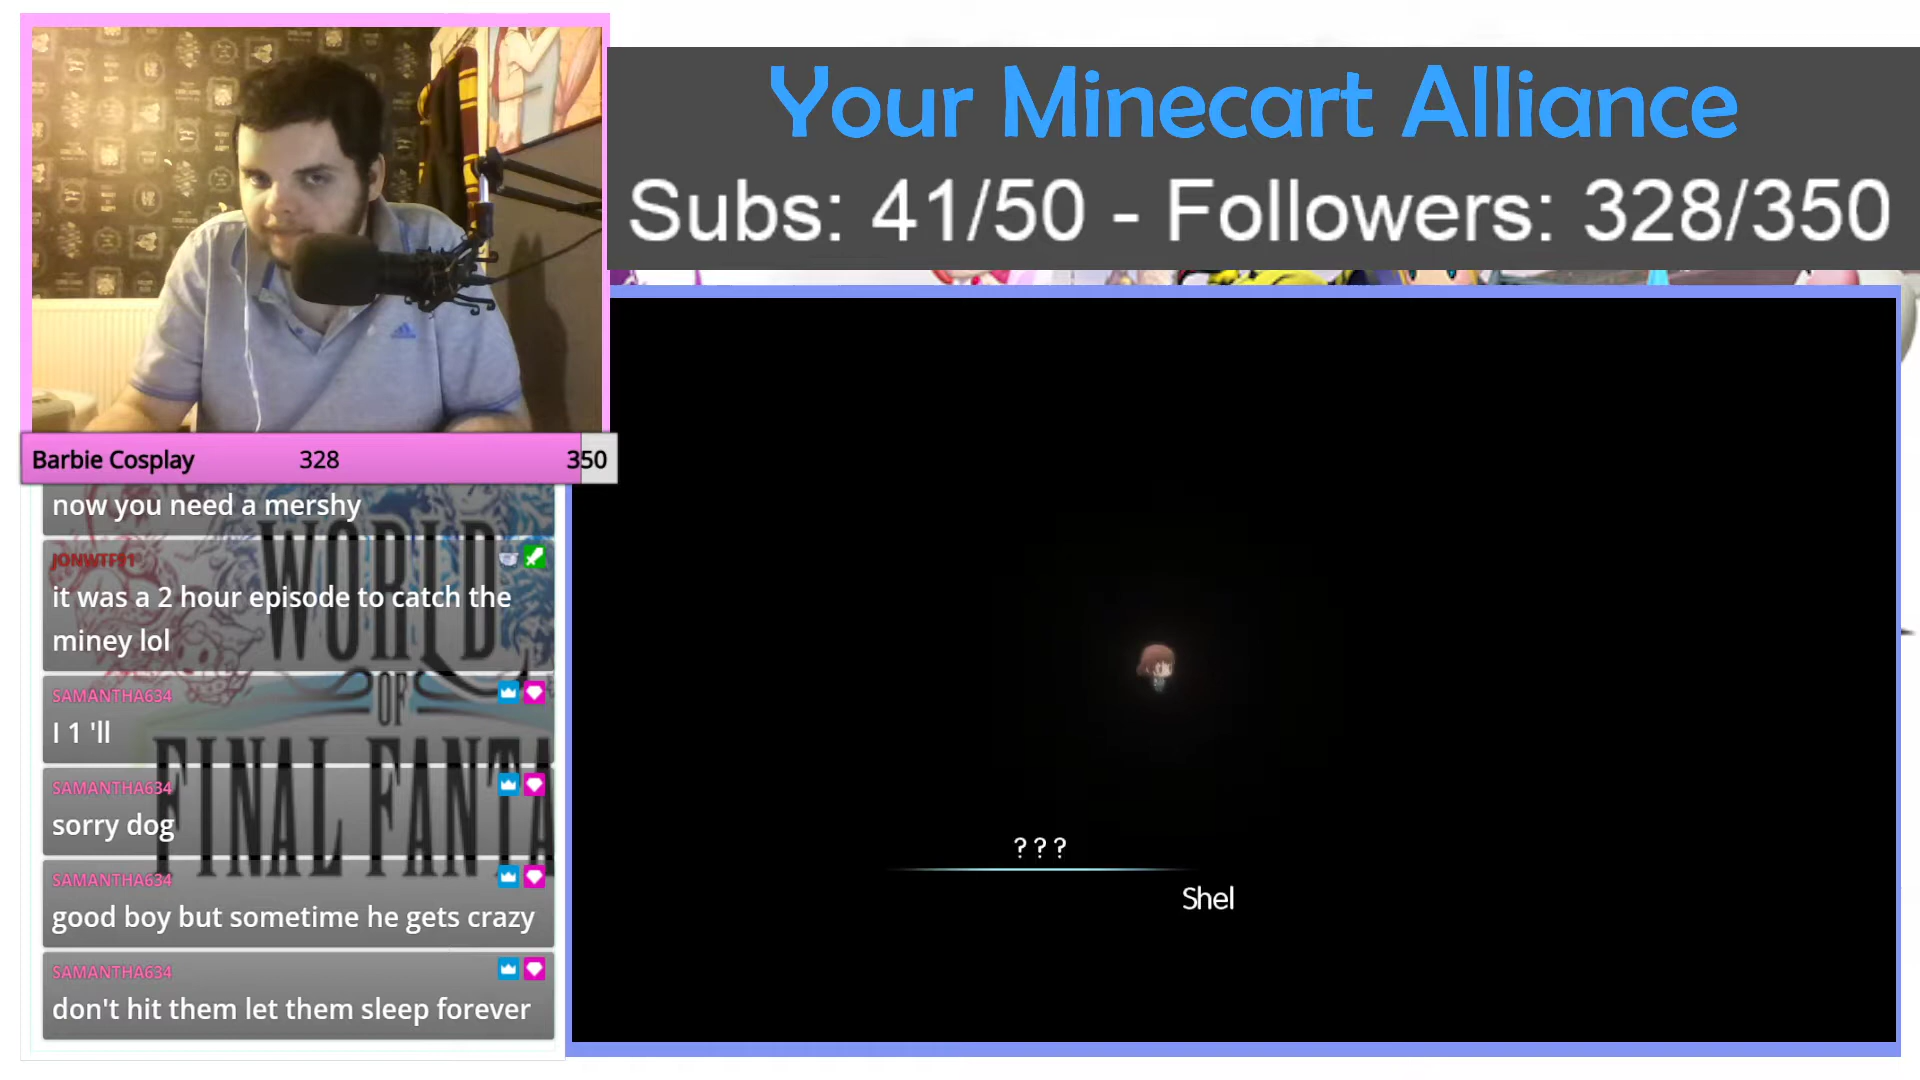 Your Minecart Alliance
Subs: 41/50 - Followers: 328/350
Barbie Cosplay 328 350
now you need a mershy
JONWTF91
it was a 2 hour episode to catch the
miney lol
SAMANTHA634
I 1 'll
SAMANTHA634
sorry dog
SAMANTHA634
good boy but sometime he gets crazy
SAMANTHA634
don't hit them let them sleep forever
WORLD
OF
FINAL FANTA
???
Shel